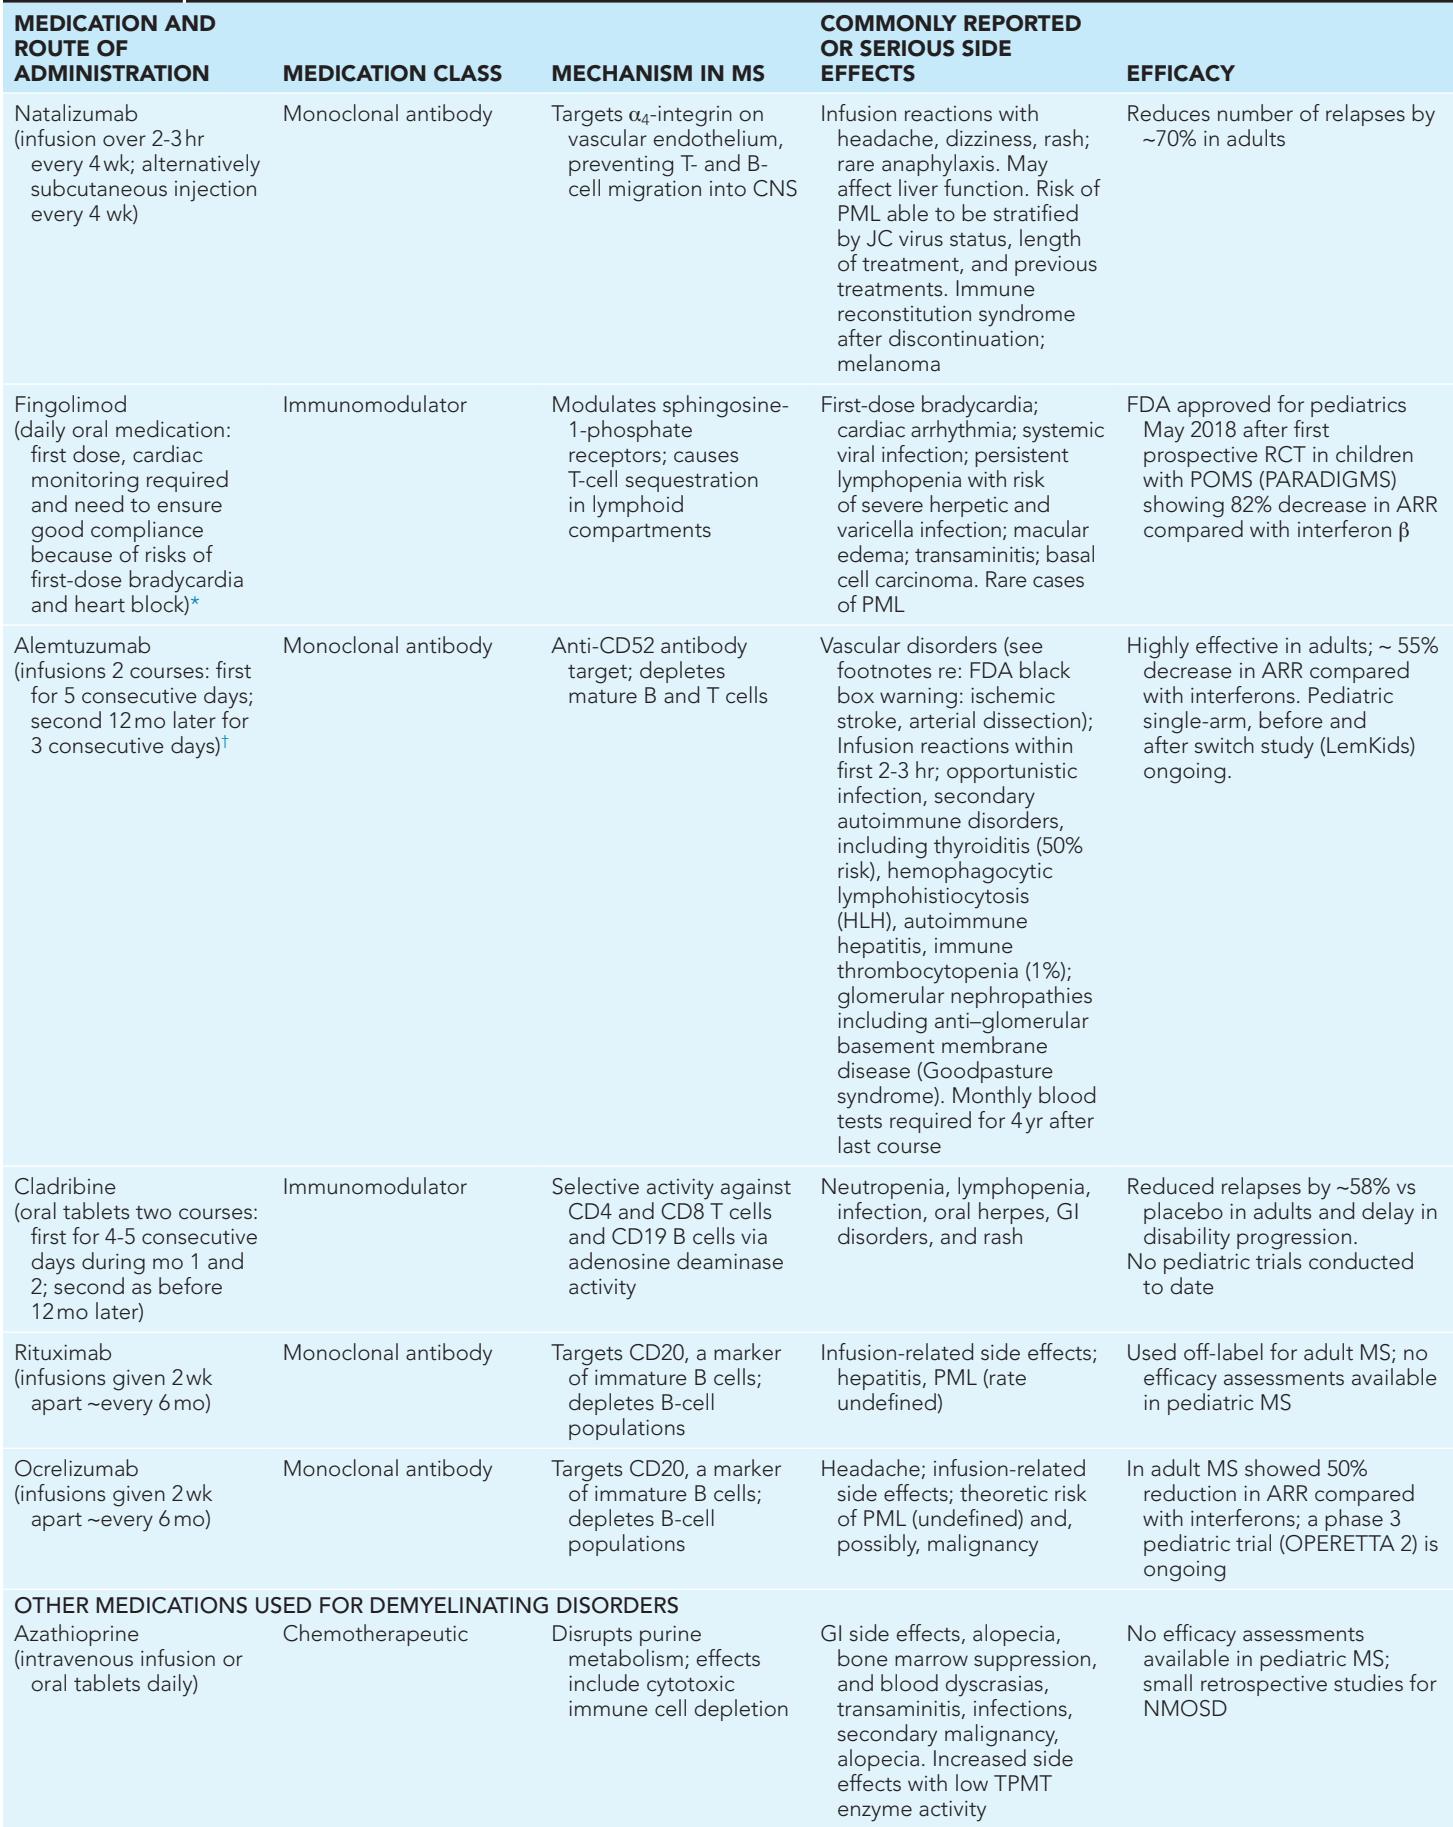 MEDICATION AND
ROUTE OF
ADMINISTRATION
MEDICATION CLASS
MECHANISM IN MS
COMMONLY REPORTED
OR SERIOUS SIDE
EFFECTS
EFFICACY
Natalizumab
(infusion over 2-3 hr
every 4 wk; alternatively
subcutaneous injection
every 4 wk)
Monoclonal antibody
Targets α4-integrin on
vascular endothelium,
preventing T- and B-
cell migration into CNS
Infusion reactions with
headache, dizziness, rash;
rare anaphylaxis. May
affect liver function. Risk of
PML able to be stratified
by JC virus status, length
of treatment, and previous
treatments. Immune
reconstitution syndrome
after discontinuation;
melanoma
Reduces number of relapses by
~70% in adults
Fingolimod
(daily oral medication:
first dose, cardiac
monitoring required
and need to ensure
good compliance
because of risks of
first-dose bradycardia
and heart block)*
Immunomodulator
Modulates sphingosine-
1-phosphate
receptors; causes
T-cell sequestration
in lymphoid
compartments
First-dose bradycardia;
cardiac arrhythmia; systemic
viral infection; persistent
lymphopenia with risk
of severe herpetic and
varicella infection; macular
edema; transaminitis; basal
cell carcinoma. Rare cases
of PML
FDA approved for pediatrics
May 2018 after first
prospective RCT in children
with POMS (PARADIGMS)
showing 82% decrease in ARR
compared with interferon β
Alemtuzumab
(infusions 2 courses: first
for 5 consecutive days;
second 12 mo later for
3 consecutive days)†
Monoclonal antibody
Anti-CD52 antibody
target; depletes
mature B and T cells
Vascular disorders (see
footnotes re: FDA black
box warning: ischemic
stroke, arterial dissection);
Infusion reactions within
first 2-3 hr; opportunistic
infection, secondary
autoimmune disorders,
including thyroiditis (50%
risk), hemophagocytic
lymphohistiocytosis
(HLH), autoimmune
hepatitis, immune
thrombocytopenia (1%);
glomerular nephropathies
including anti–glomerular
basement membrane
disease (Goodpasture
syndrome). Monthly blood
tests required for 4 yr after
last course
Highly effective in adults; ~ 55%
decrease in ARR compared
with interferons. Pediatric
single-arm, before and
after switch study (LemKids)
ongoing.
Cladribine
(oral tablets two courses:
first for 4-5 consecutive
days during mo 1 and
2; second as before
12 mo later)
Immunomodulator
Selective activity against
CD4 and CD8 T cells
and CD19 B cells via
adenosine deaminase
activity
Neutropenia, lymphopenia,
infection, oral herpes, GI
disorders, and rash
Reduced relapses by ~58% vs
placebo in adults and delay in
disability progression.
No pediatric trials conducted
to date
Rituximab
(infusions given 2 wk
apart ~every 6 mo)
Monoclonal antibody
Targets CD20, a marker
of immature B cells;
depletes B-cell
populations
Infusion-related side effects;
hepatitis, PML (rate
undefined)
Used off-label for adult MS; no
efficacy assessments available
in pediatric MS
Ocrelizumab
(infusions given 2 wk
apart ~every 6 mo)
Monoclonal antibody
Targets CD20, a marker
of immature B cells;
depletes B-cell
populations
Headache; infusion-related
side effects; theoretic risk
of PML (undefined) and,
possibly, malignancy
In adult MS showed 50%
reduction in ARR compared
with interferons; a phase 3
pediatric trial (OPERETTA 2) is
ongoing
OTHER MEDICATIONS USED FOR DEMYELINATING DISORDERS
Azathioprine
(intravenous infusion or
oral tablets daily)
Chemotherapeutic
Disrupts purine
metabolism; effects
include cytotoxic
immune cell depletion
GI side effects, alopecia,
bone marrow suppression,
and blood dyscrasias,
transaminitis, infections,
secondary malignancy,
alopecia. Increased side
effects with low TPMT
enzyme activity
No efficacy assessments
available in pediatric MS;
small retrospective studies for
NMOSD